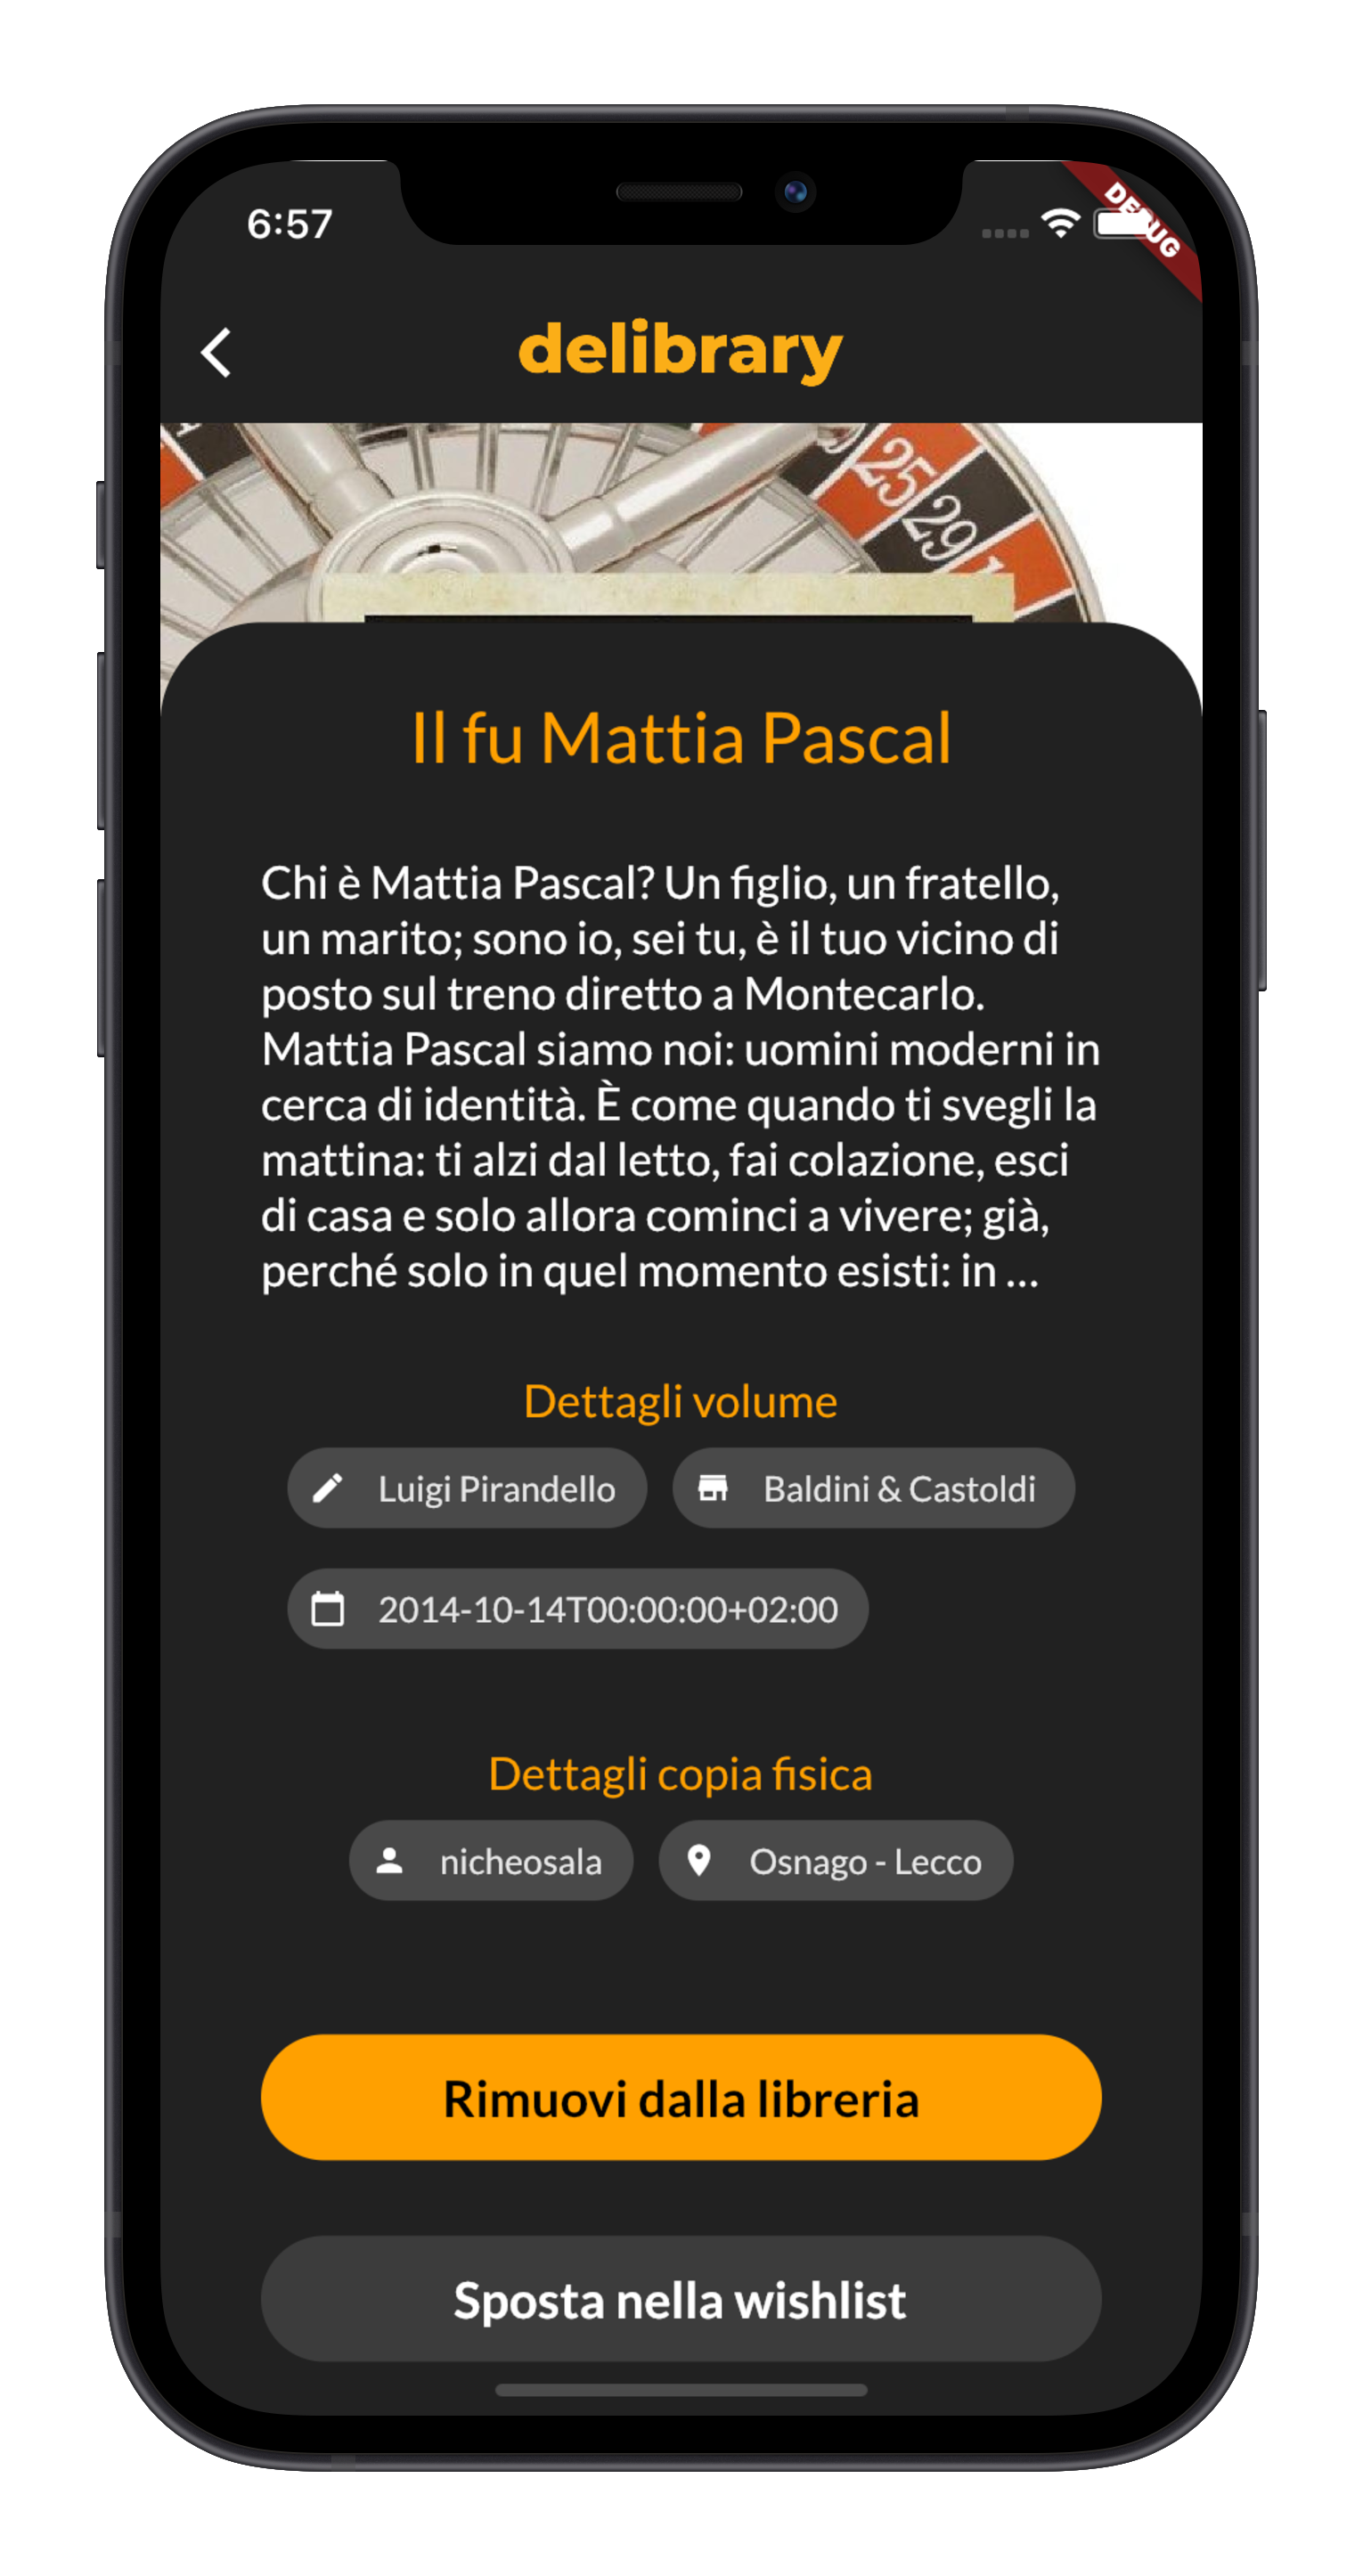 6:57
DEBUG
delibrary
25
29
Il fu Mattia Pascal
Chi è Mattia Pascal? Un figlio, un fratello,
un marito; sono io, sei tu, è il tuo vicino di
posto sul treno diretto a Montecarlo.
Mattia Pascal siamo noi: uomini moderni in
cerca di identità. È come quando ti svegli la
mattina: ti alzi dal letto, fai colazione, esci
di casa e solo allora cominci a vivere; già,
perché solo in quel momento esisti: in ...
Dettagli volume
Luigi Pirandello Baldini & Castoldi
2014-10-14T00:00:00+02:00
Dettagli copia fisica
nicheosala Osnago - Lecco
Rimuovi dalla libreria
Sposta nella wishlist